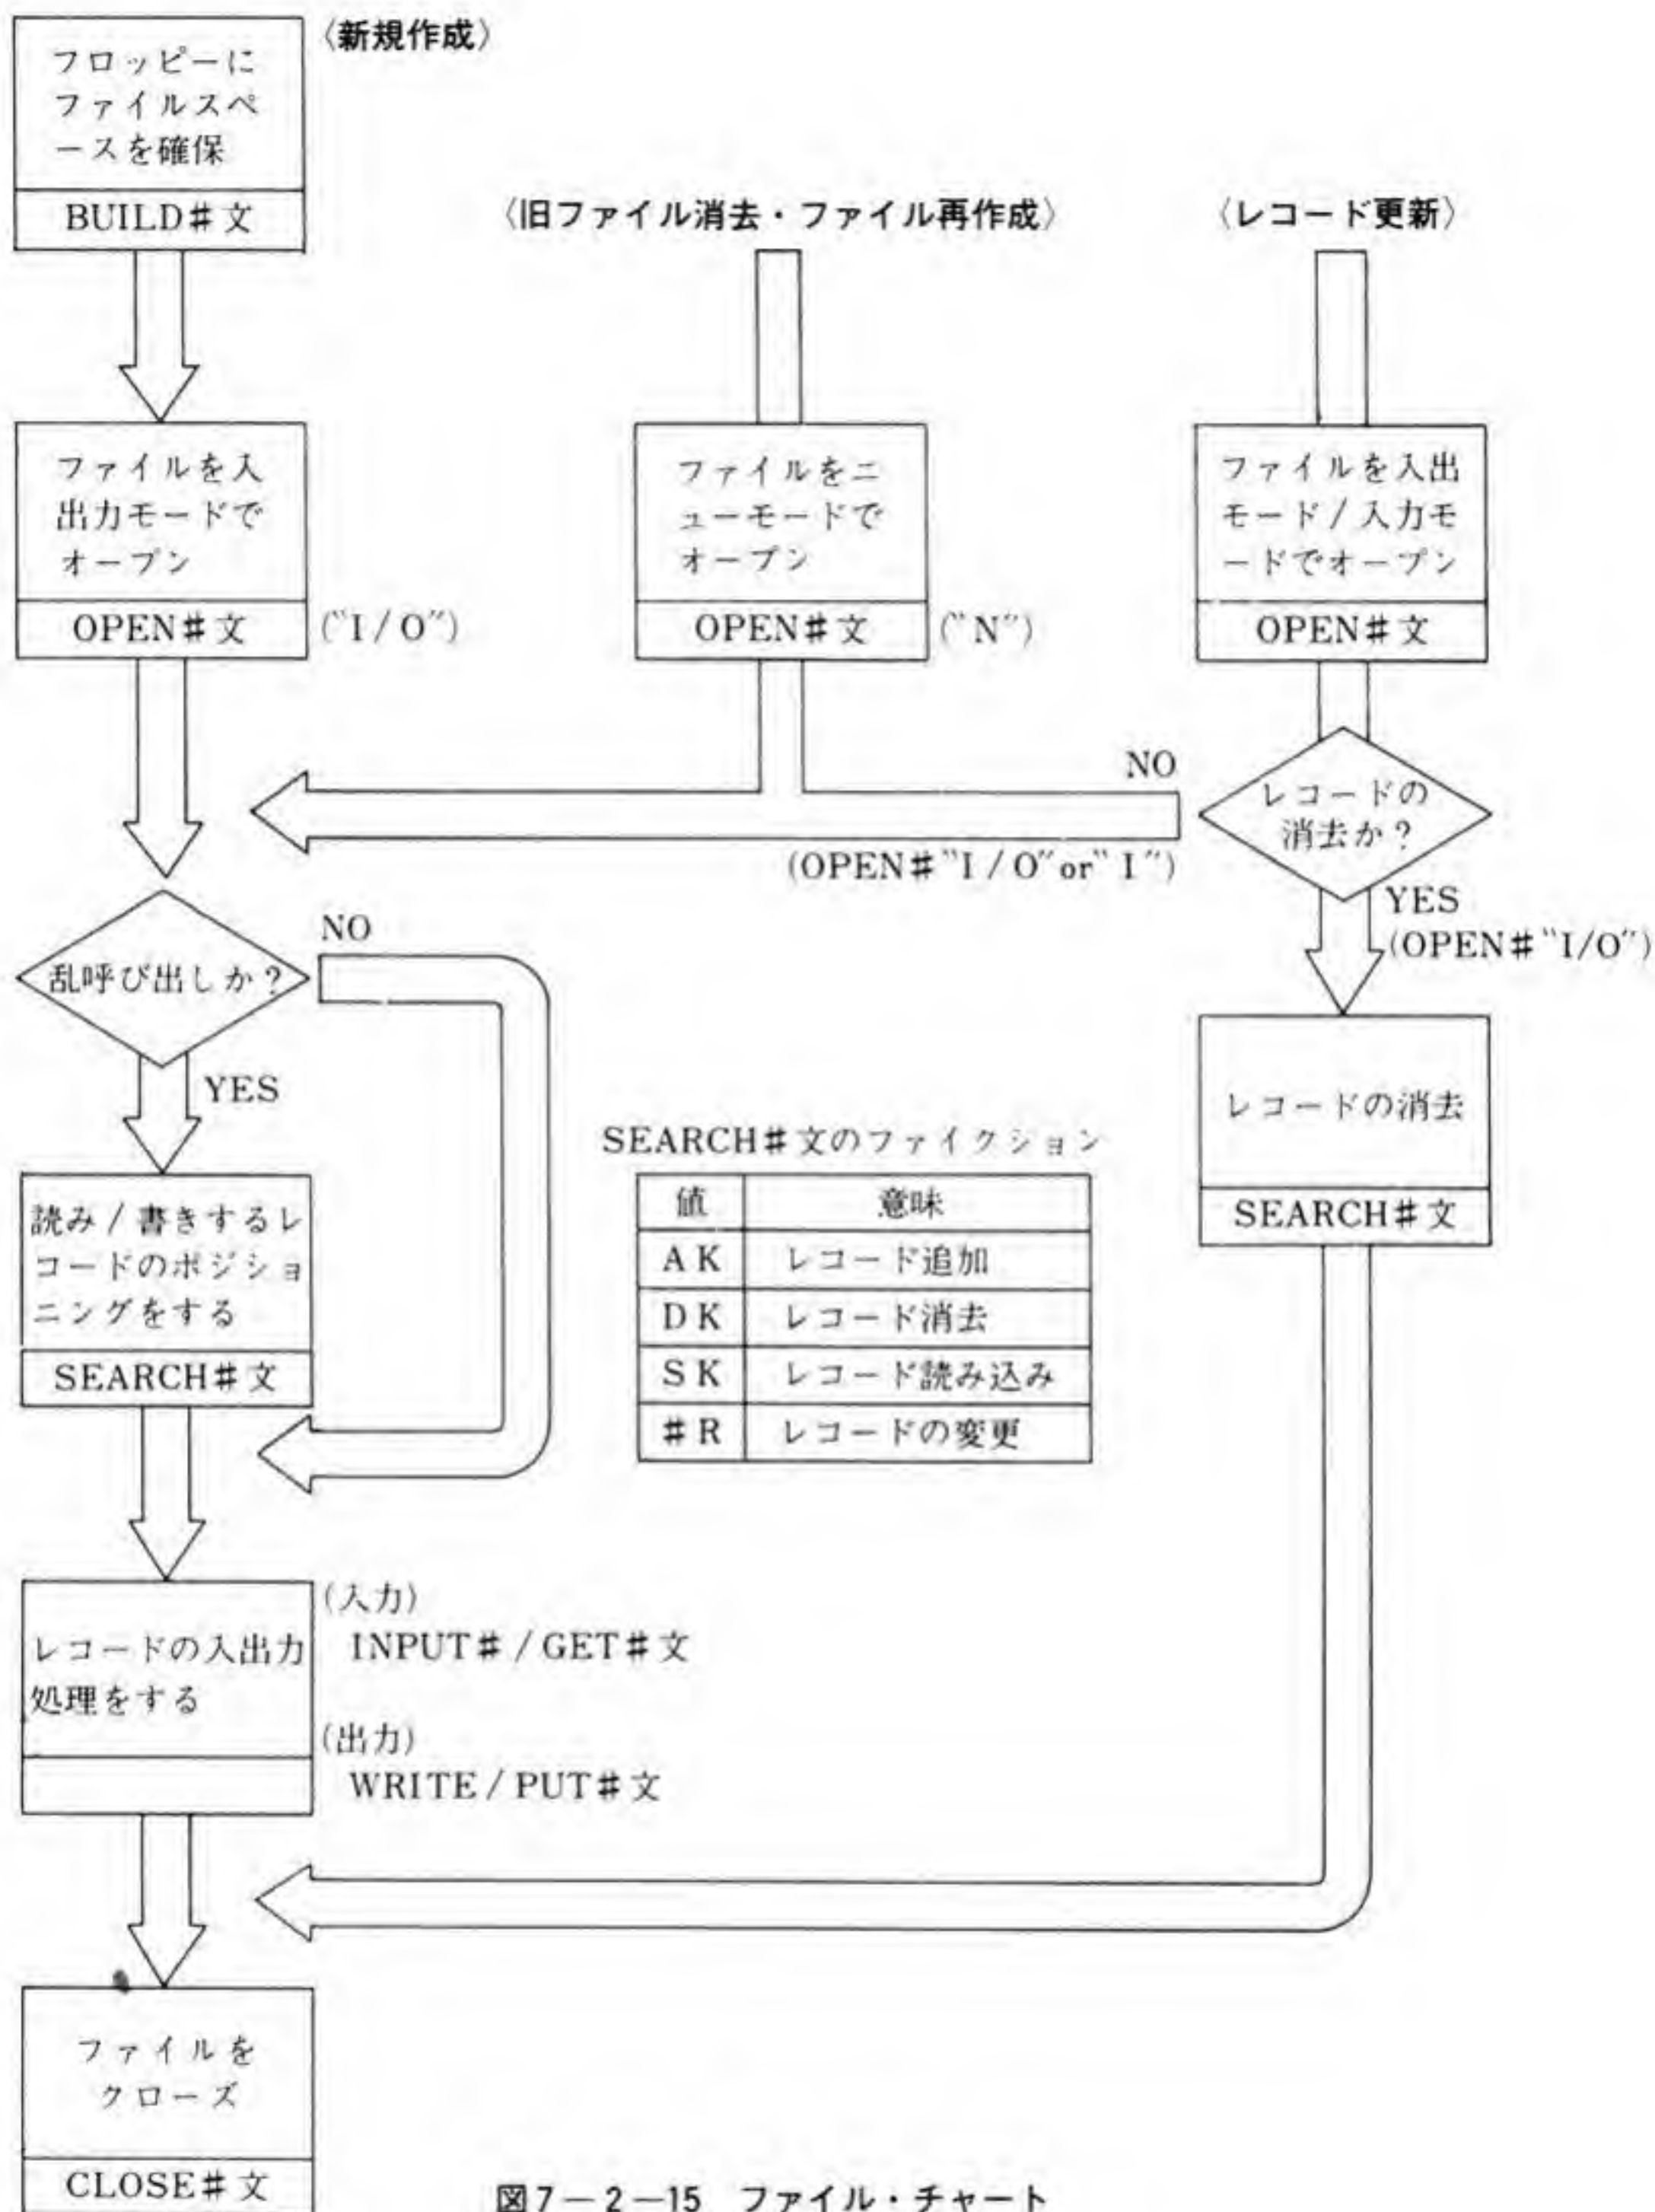 〈新規作成〉
フロッピーに
ファイルスペ
ースを確保
BUILD＃文
〈旧ファイル消去・ファイル再作成〉
〈レコード更新〉
ファイルを入
出力モードで
オープン
OPEN＃文
("I/O")
ファイルをニ
ューモードで
オープン
OPEN＃文
("N")
ファイルを入出
モード/入力モ
ードでオープン
OPEN＃文
NO
レコードの
消去か?
(OPEN＃"I/O"or"I")
YES
(OPEN＃"I/O")
乱呼び出しか?
NO
YES
レコードの消去
SEARCH＃文
読み/書きするレ
コードのポジショ
ニングをする
SEARCH＃文
SEARCH＃文のファイクション
値 意味
AK レコード追加
DK レコード消去
SK レコード読み込み
＃R レコードの変更
レコードの入出力
処理をする
(入力)
INPUT＃/GET＃文
(出力)
WRITE/PUT＃文
ファイルを
クローズ
CLOSE＃文
図7－2－15 ファイル・チャート